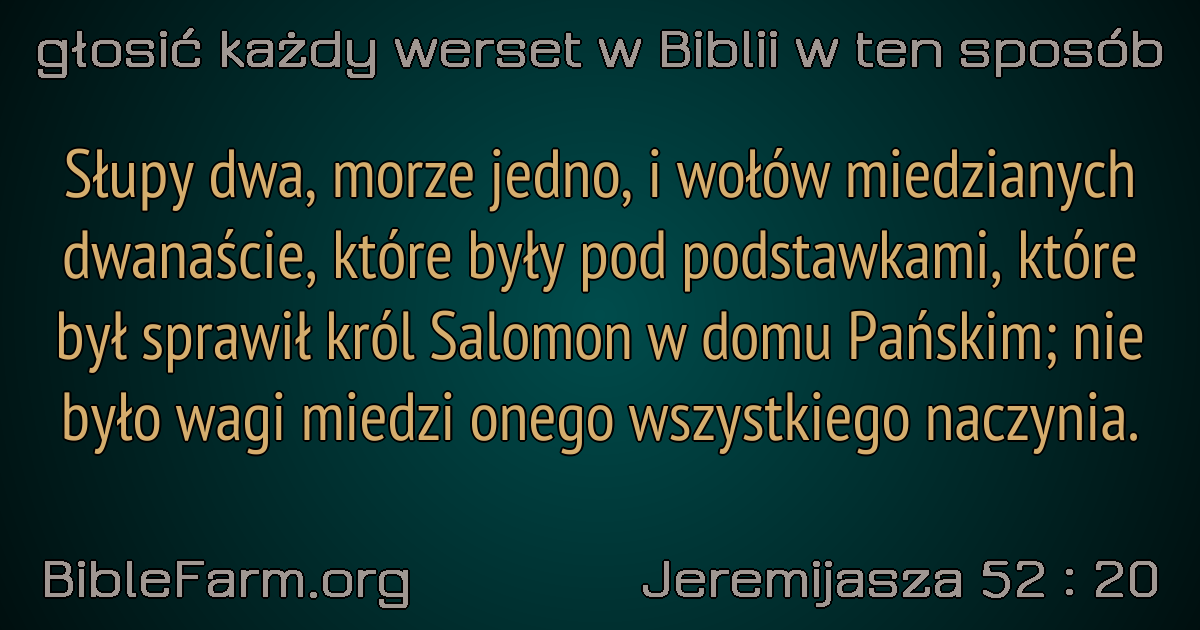 głosić każdy werset w Biblii w ten sposób
Słupy dwa, morze jedno, i wołów miedzianych
dwanaście, które były pod podstawkami, które
był sprawił król Salomon w domu Pańskim; nie
było wagi miedzi onego wszystkiego naczynia.
BibleFarm.org
Jeremijasza 52 : 20